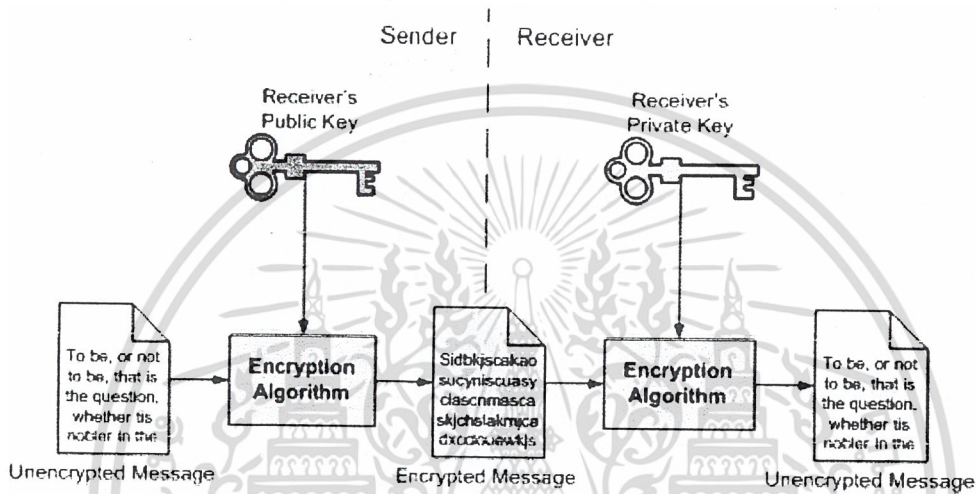 Sender
Receiver
Receiver's
Public Key
Receiver's
Private Key
To be, or not
to be, that is
the question,
whether tis
nobler in the
Encryption
Algorithm
Sidbkjscakao
sucyniscuasy
clascnmasca
Encryption
Algorithm
To be, or not
to be, that is
the question,
whether tis
nobler in the
Unencrypted Message
Encrypted Message
Unencrypted Message